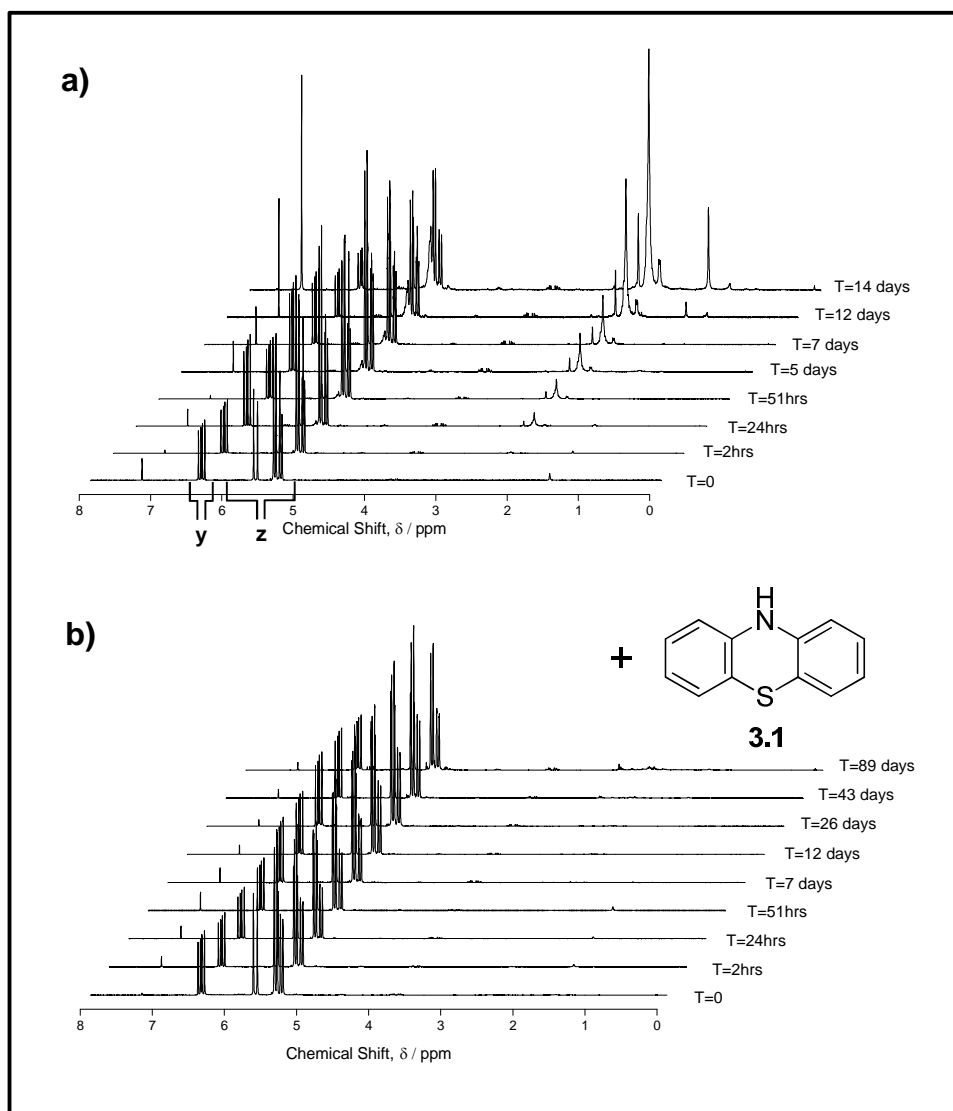 a)
T=14 days
T=12 days
T=7 days
T=5 days
T=51hrs
T=24hrs
T=2hrs
T=0
8 7 6 5 4 3 2 1 0
y z
Chemical Shift, δ / ppm
b)
+
H
N
S
3.1
T=89 days
T=43 days
T=26 days
T=12 days
T=7 days
T=51hrs
T=24hrs
T=2hrs
T=0
8 7 6 5 4 3 2 1 0
Chemical Shift, δ / ppm